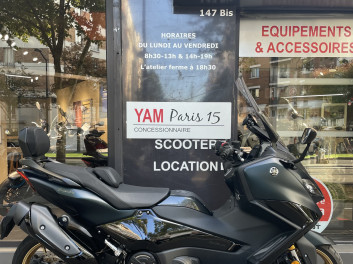 147 Bis
HORAIRES
DU LUNDI AU VENDREDI
8h30-13h & 14h-19h
L'atelier ferme à 18h30
EQUIPEMENTS
& ACCESSOIRES
YAM Paris 15
CONCESSIONNAIRE
SCOOTER
LOCATION